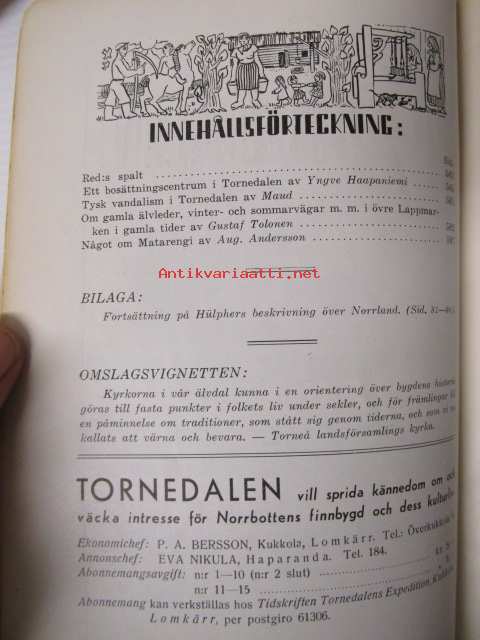 INNEHÅLLSFÖRTECKNING:
Red:s spalt
Ett bosättningscentrum i Tornedalen av Yngve Haapaniemi
Tysk vandalism i Tornedalen av Maud
Om gamla älvleder, vinter- och sommarvägar m. m. i övre Lappmar-
ken i gamla tider av Gustaf Tolonen
Något om Matarengi av Aug. Andersson
Antikvariaatti.net
BILAGA:
Fortsättning på Hülphers beskrivning över Norrland. (Sid.
OMSLAGSVIGNETTEN:
Kyrkorna i vår älvdal kunna i en orientering över bygdens historia
göras till fasta punkter i folkets liv under sekler, och för främlingar
en påminnelse om traditioner, som stått sig genom tiderna, och som vi
kallats att värna och bevara. — Torneå landsförsamlings kyrka.
TORNEDALEN vill sprida kännedom om och
väcka intresse för Norrbottens finnbygd och dess
Ekonomichef: P. A. BERSSON, Kukkola, Lomkärr. Tel.: Överkukkola
Annonschef: EVA NIKULA, Haparanda. Tel. 184.
Abonnemangsavgift: n:r 1—10 (n:r 2 slut) kr.
n:r 11—15
Abonnemang kan verkställas hos Tidskriften Tornedalens Expedition,
Lomkärr, per postgiro 61306.